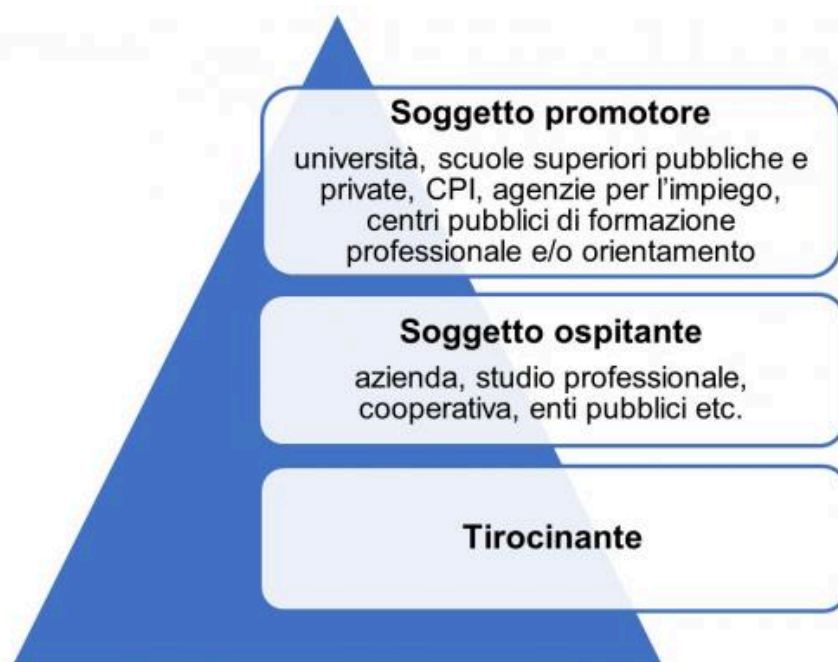 Soggetto promotore
università, scuole superiori pubbliche e
private, CPI, agenzie per l'impiego,
centri pubblici di formazione
professionale e/o orientamento
Soggetto ospitante
azienda, studio professionale,
cooperativa, enti pubblici etc.
Tirocinante